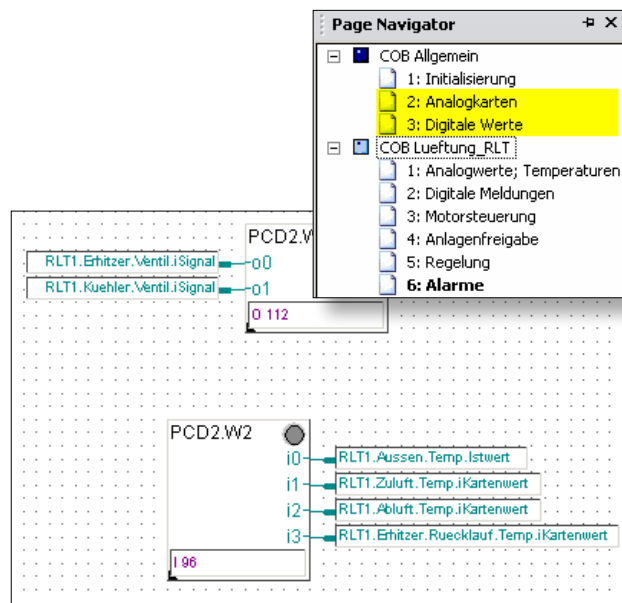 Page Navigator
COB Allgemein
1: Initialisierung
2: Analogkarten
3: Digitale Werte
COB Lueftung_RLT
1: Analogwerte; Temperaturen
2: Digitale Meldungen
3: Motorsteuerung
4: Anlagenfreigabe
5: Regelung
6: Alarme
PCD2.W
RLT1.Erhitzer.Ventil.iSignal
o0
RLT1.Kuehler.Ventil.iSignal
o1
O 112
PCD2.W2
i0
RLT1.Aussen.Temp.Istwert
i1
RLT1.Zuluft.Temp.iKartenwert
i2
RLT1.Abluft.Temp.iKartenwert
i3
RLT1.Erhitzer.Ruecklauf.Temp.iKartenwert
I 96